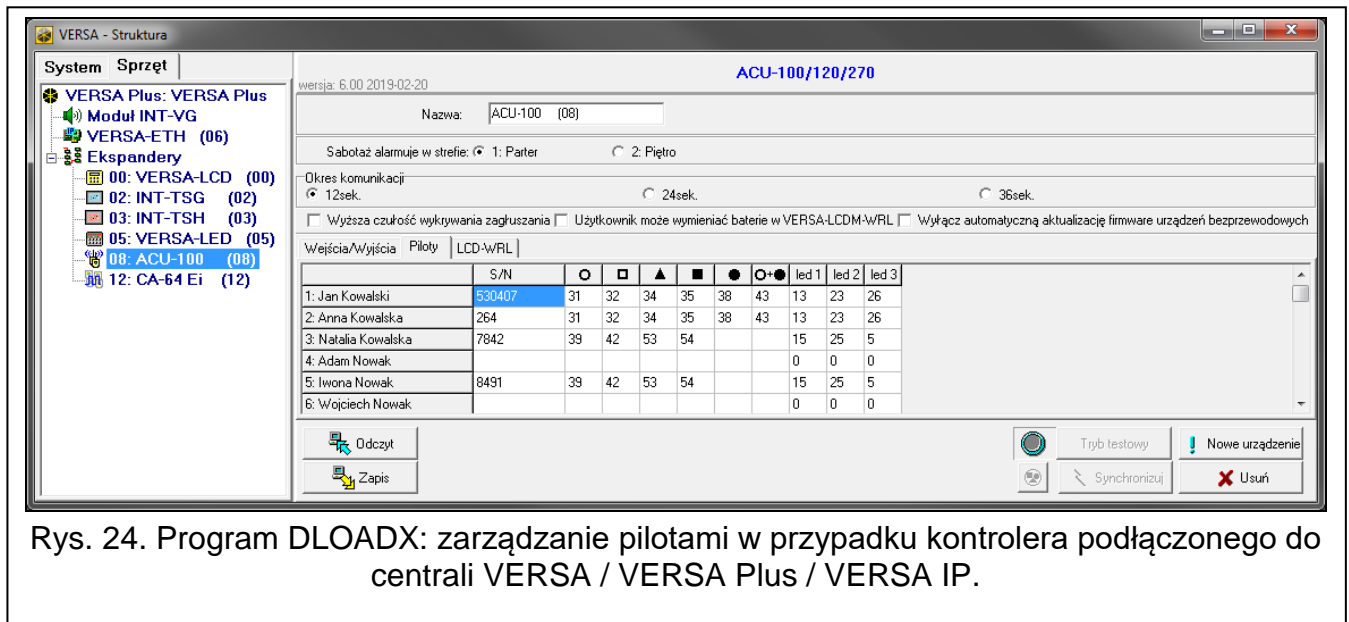 VERSA - Struktura
System Sprzęt
VERSA Plus: VERSA Plus
Moduł INT-VG
VERSA-ETH (06)
Ekspandery
00: VERSA-LCD (00)
02: INT-TSG (02)
03: INT-TSH (03)
05: VERSA-LED (05)
08: ACU-100 (08)
12: CA-64 Ei (12)
wersja: 6.00 2019-02-20
ACU-100/120/270
Nazwa: ACU-100 (08)
Sabotaż alarmuje w strefie: 1: Parter 2: Piętro
Okres komunikacji
12sek. 24sek. 36sek.
Wyższa czułość wykrywania zagłuszania Użytkownik może wymieniać baterie w VERSA-LCDM-WRL Wyłącz automatyczną aktualizację firmware urządzeń bezprzewodowych
Wejścia/Wyjścia Piloty LCD-WRL
S/N O □ ▲ ■ ● O+● led 1 led 2 led 3
1: Jan Kowalski 530407 31 32 34 35 38 43 13 23 26
2: Anna Kowalska 264 31 32 34 35 38 43 13 23 26
3: Natalia Kowalska 7842 39 42 53 54 15 25 5
4: Adam Nowak 0 0 0
5: Iwona Nowak 8491 39 42 53 54 15 25 5
6: Wojciech Nowak 0 0 0
Odczyt Tryb testowy Nowe urządzenie
Zapis Synchronizuj Usuń
Rys. 24. Program DLOADX: zarządzanie pilotami w przypadku kontrolera podłączonego do
centrali VERSA / VERSA Plus / VERSA IP.